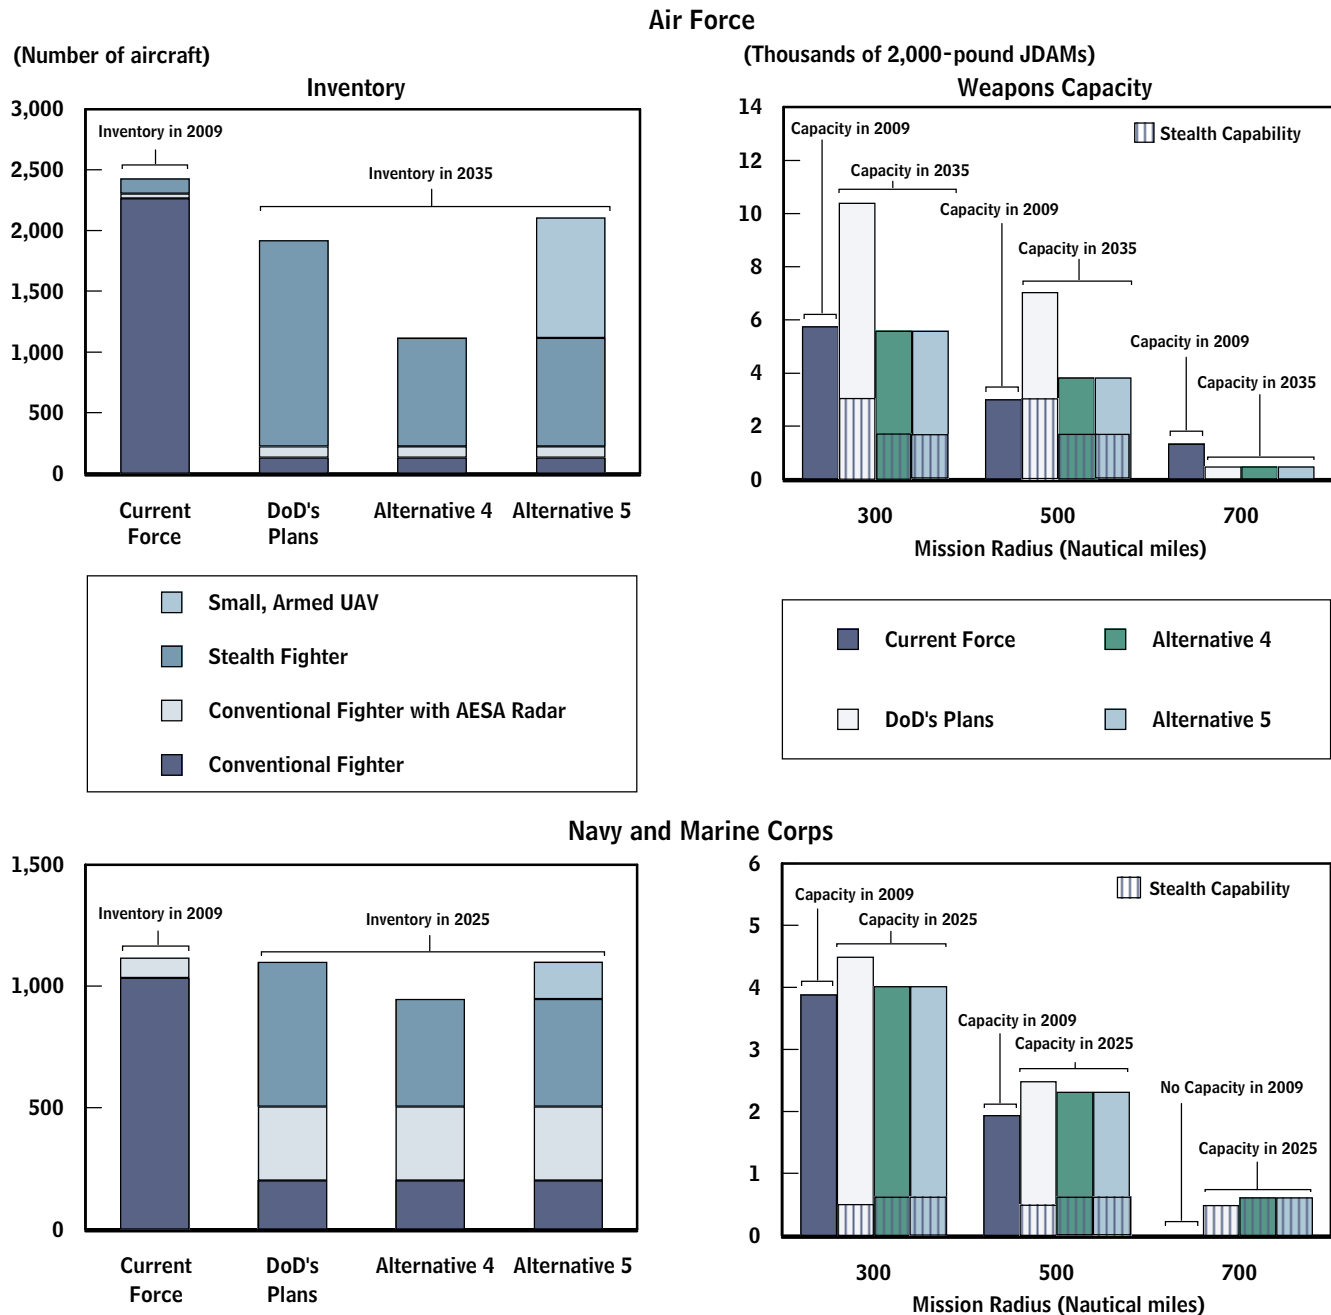 Air Force
(Number of aircraft)
Inventory
3,000
2,500
2,000
1,500
1,000
500
0
Inventory in 2009
Inventory in 2035
Current Force
DoD's Plans
Alternative 4
Alternative 5
Small, Armed UAV
Stealth Fighter
Conventional Fighter with AESA Radar
Conventional Fighter
(Thousands of 2,000-pound JDAMs)
Weapons Capacity
14
12
10
8
6
4
2
0
Stealth Capability
Capacity in 2009
Capacity in 2035
Capacity in 2009
Capacity in 2035
Capacity in 2009
Capacity in 2035
300
500
700
Mission Radius (Nautical miles)
Current Force
Alternative 4
DoD's Plans
Alternative 5
Navy and Marine Corps
1,500
1,000
500
0
Inventory in 2009
Inventory in 2025
Current Force
DoD's Plans
Alternative 4
Alternative 5
6
5
4
3
2
1
0
Stealth Capability
Capacity in 2009
Capacity in 2025
Capacity in 2009
Capacity in 2025
No Capacity in 2009
Capacity in 2025
300
500
700
Mission Radius (Nautical miles)